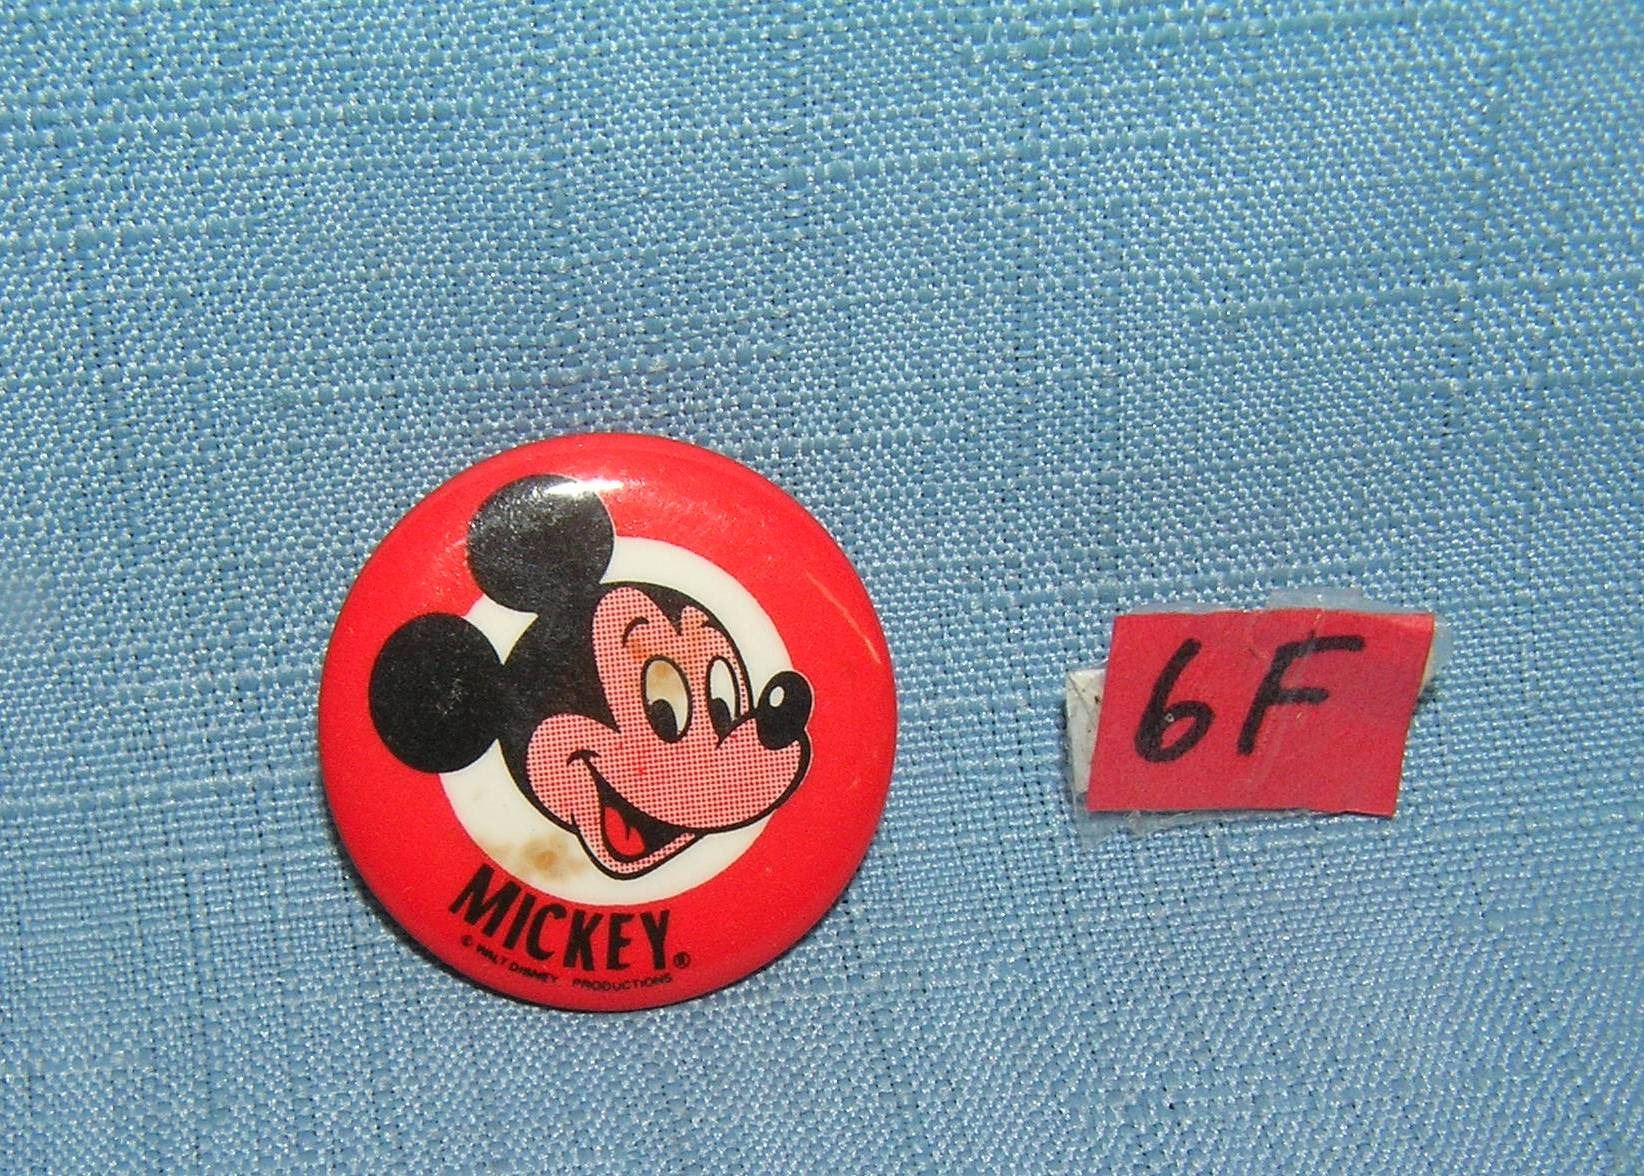 MICKEY®
© WALT DISNEY PRODUCTIONS
6F